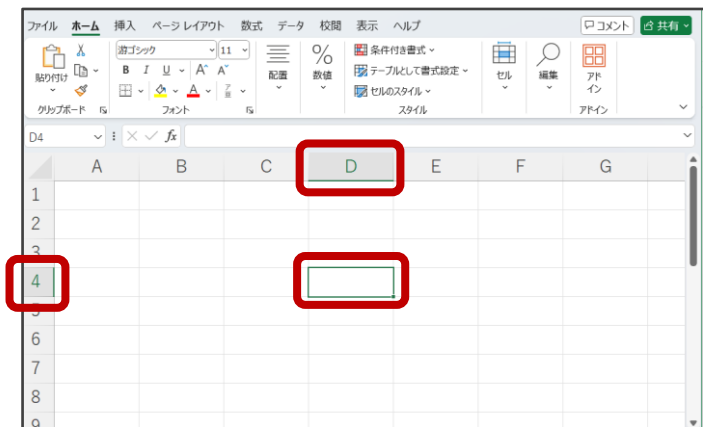 ファイル ホーム 挿入 ページ レイアウト 数式 データ 校閲 表示 ヘルプ コメント 共有
貼り付け 游ゴシック 11 B I U A A A 配置 % 数値 条件付き書式 テーブルとして書式設定 セルのスタイル セル 編集 アドイン
クリップボード フォント スタイル アドイン
D4 fx
A B C D E F G
1
2
3
4
5
6
7
8
9